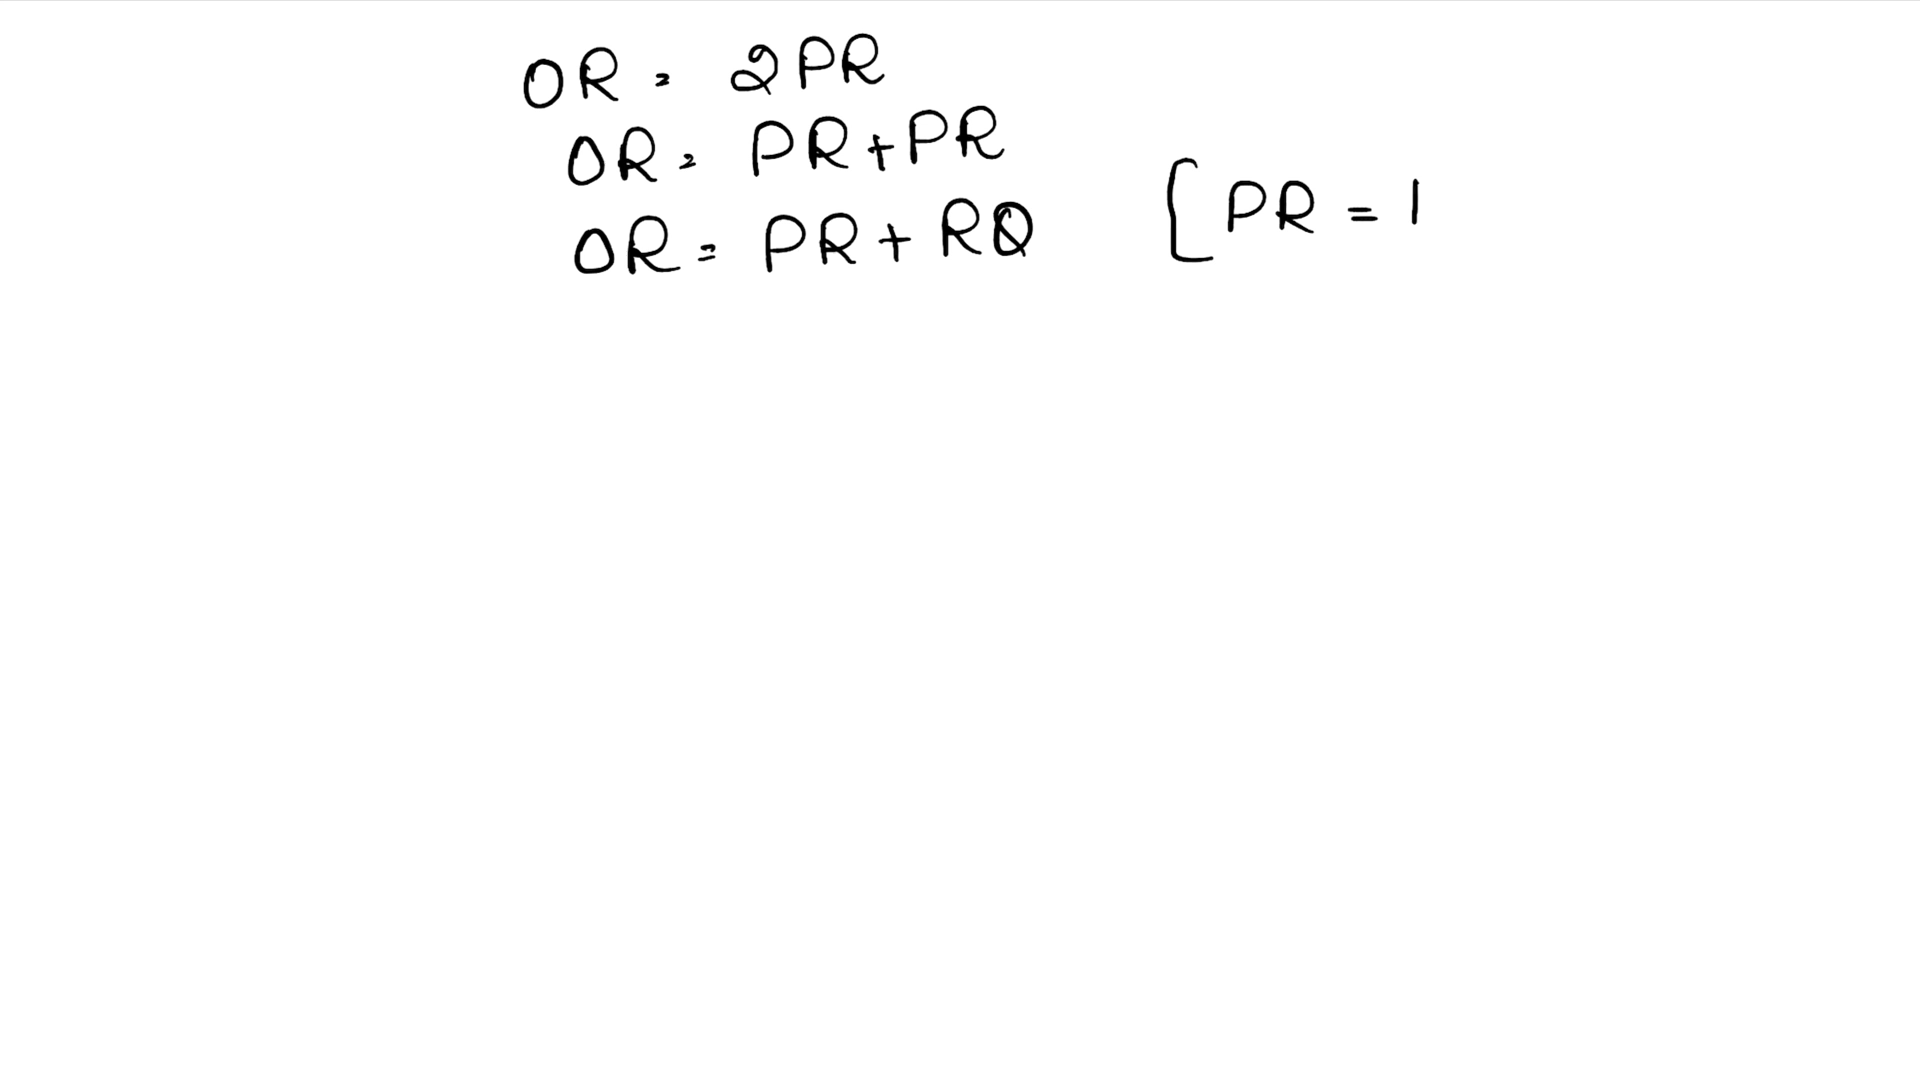 OR = 2PR
OR = PR + PR
OR = PR + RQ [ PR = 1